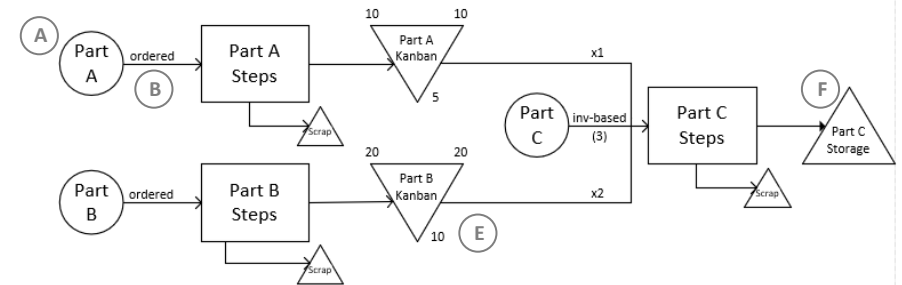 A
Part
A
ordered
B
Part A
Steps
Scrap
10
10
Part A
Kanban
5
x1
Part
C
inv-based
(3)
Part C
Steps
Scrap
F
Part C
Storage
Part
B
ordered
Part B
Steps
Scrap
20
20
Part B
Kanban
10
E
x2